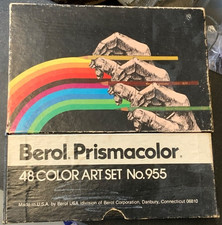 Berol® Prismacolor®
48 COLOR ART SET No.955
Made in U.S.A. by Berol USA, Division of Berol Corporation, Danbury, Connecticut 06810